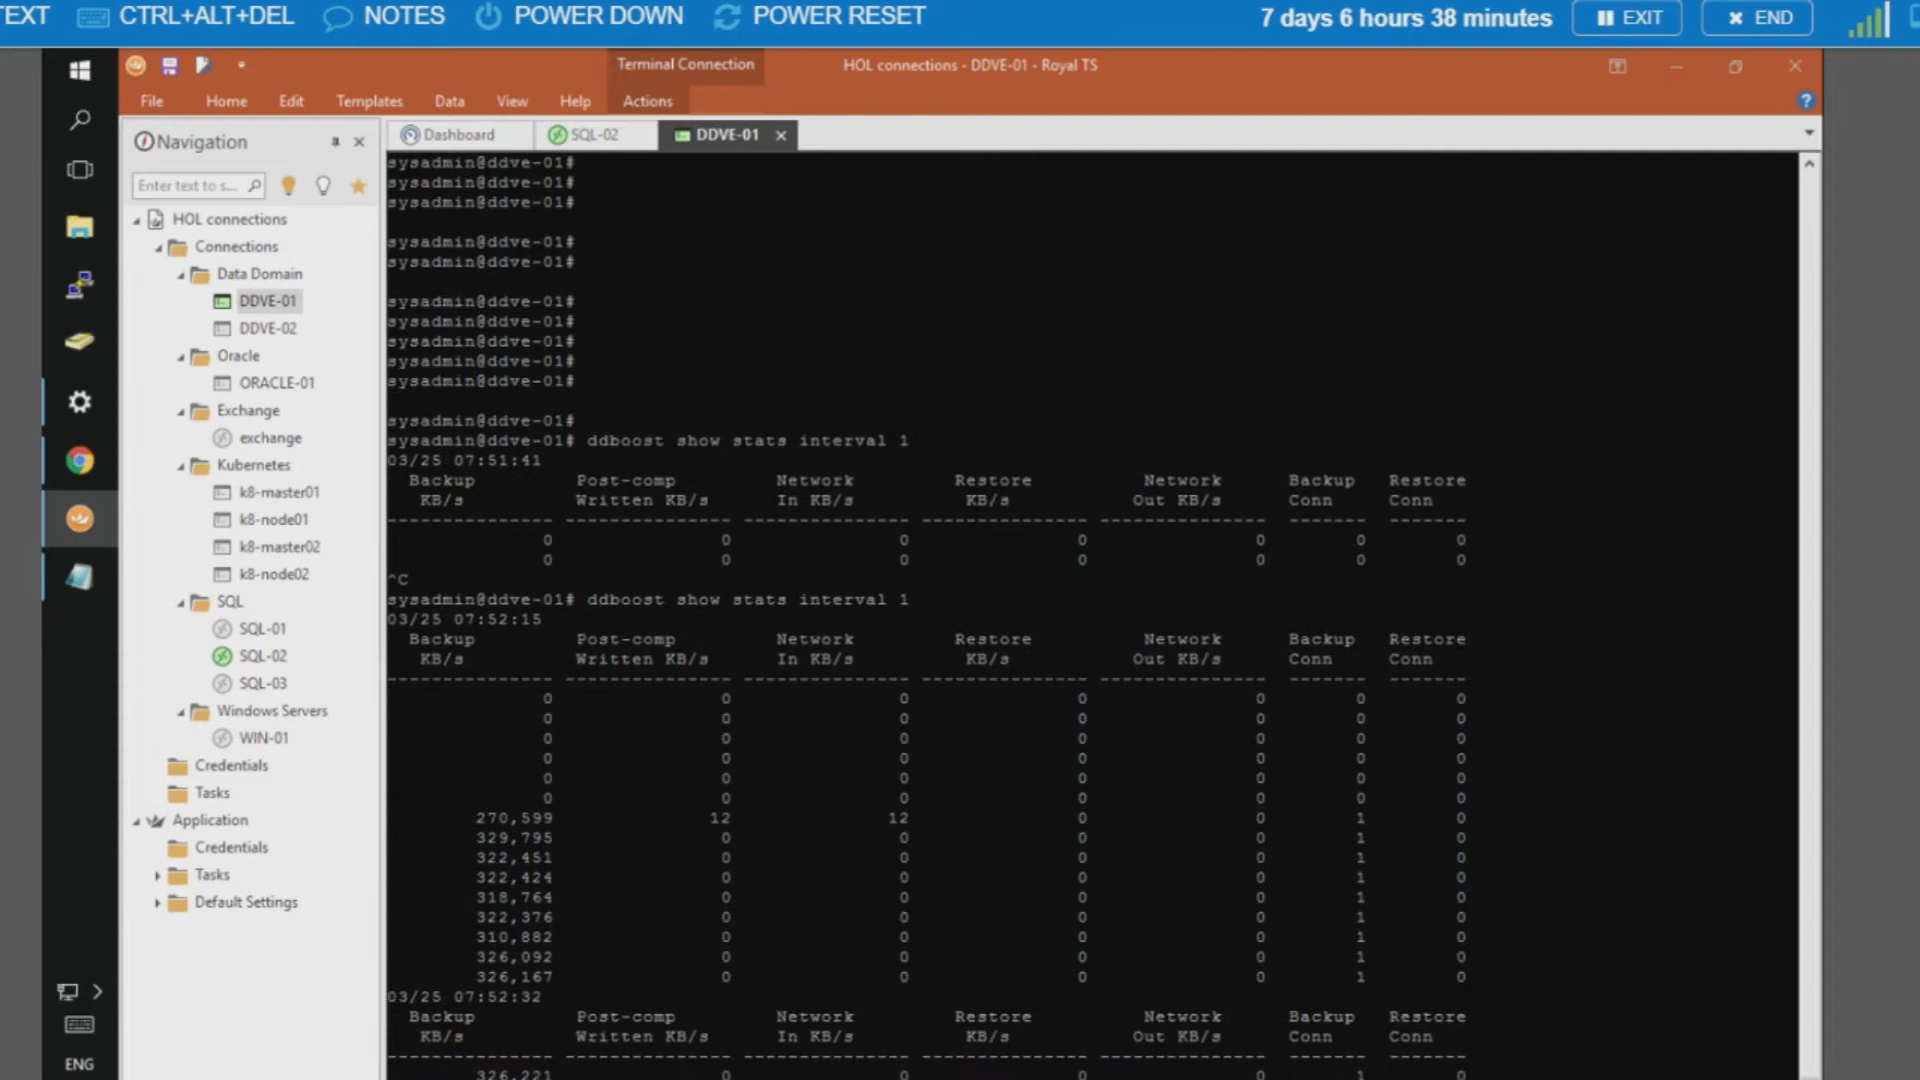 TEXT CTRL+ALT+DEL NOTES POWER DOWN POWER RESET 7 days 6 hours 38 minutes EXIT END
Terminal Connection HOL connections - DDVE-01 - Royal TS
File Home Edit Templates Data View Help Actions
Navigation
Enter text to s...
HOL connections
Connections
Data Domain
DDVE-01
DDVE-02
Oracle
ORACLE-01
Exchange
exchange
Kubernetes
k8-master01
k8-node01
k8-master02
k8-node02
SQL
SQL-01
SQL-02
SQL-03
Windows Servers
WIN-01
Credentials
Tasks
Application
Credentials
Tasks
Default Settings
ENG
Dashboard SQL-02 DDVE-01
sysadmin@ddve-01#
sysadmin@ddve-01#
sysadmin@ddve-01#
sysadmin@ddve-01#
sysadmin@ddve-01#
sysadmin@ddve-01#
sysadmin@ddve-01#
sysadmin@ddve-01#
sysadmin@ddve-01#
sysadmin@ddve-01#
sysadmin@ddve-01#
sysadmin@ddve-01# ddboost show stats interval 1
03/25 07:51:41
Backup Post-comp Network Restore Network Backup Restore
KB/s Written KB/s In KB/s KB/s Out KB/s Conn Conn
--------------- --------------- --------------- --------------- --------------- ------- -------
0 0 0 0 0 0 0
0 0 0 0 0 0 0
^C
sysadmin@ddve-01# ddboost show stats interval 1
03/25 07:52:15
Backup Post-comp Network Restore Network Backup Restore
KB/s Written KB/s In KB/s KB/s Out KB/s Conn Conn
--------------- --------------- --------------- --------------- --------------- ------- -------
0 0 0 0 0 0 0
0 0 0 0 0 0 0
0 0 0 0 0 0 0
0 0 0 0 0 0 0
0 0 0 0 0 0 0
0 0 0 0 0 0 0
270,599 12 12 0 0 1 0
329,795 0 0 0 0 1 0
322,451 0 0 0 0 1 0
322,424 0 0 0 0 1 0
318,764 0 0 0 0 1 0
322,376 0 0 0 0 1 0
310,882 0 0 0 0 1 0
326,092 0 0 0 0 1 0
326,167 0 0 0 0 1 0
03/25 07:52:32
Backup Post-comp Network Restore Network Backup Restore
KB/s Written KB/s In KB/s KB/s Out KB/s Conn Conn
--------------- --------------- --------------- --------------- --------------- ------- -------
326,221 0 0 0 0 1 0